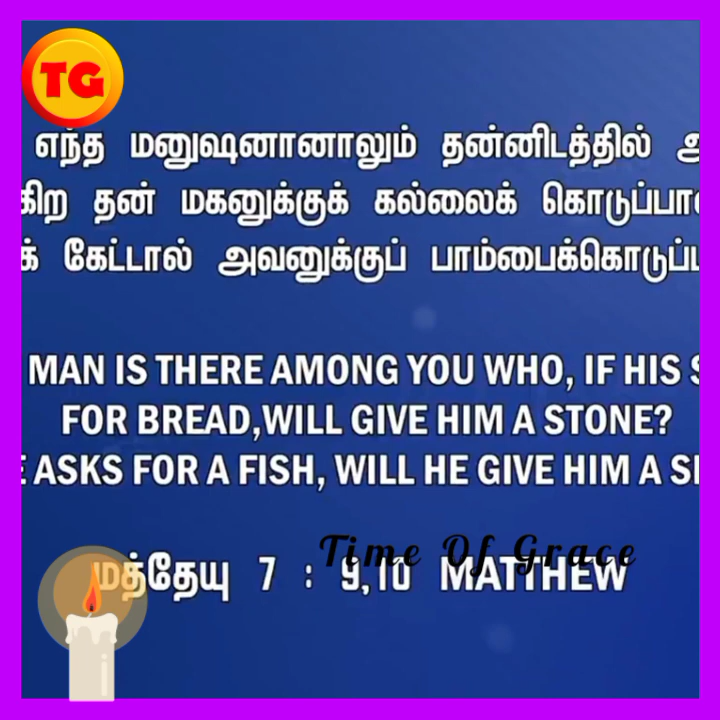 TG
எந்த மனுஷனானாலும் தன்னிடத்தில்
தன் மகனுக்குக் கல்லைக்
கேட்டால் அவனுக்குப்
MAN IS THERE AMONG YOU WHO, IF HIS
FOR BREAD,WILL GIVE HIM A STONE?
ASKS FOR A FISH, WILL HE GIVE HIM A
Time Of Grace
மத்தேயு 7 : 9,10 MATTHEW